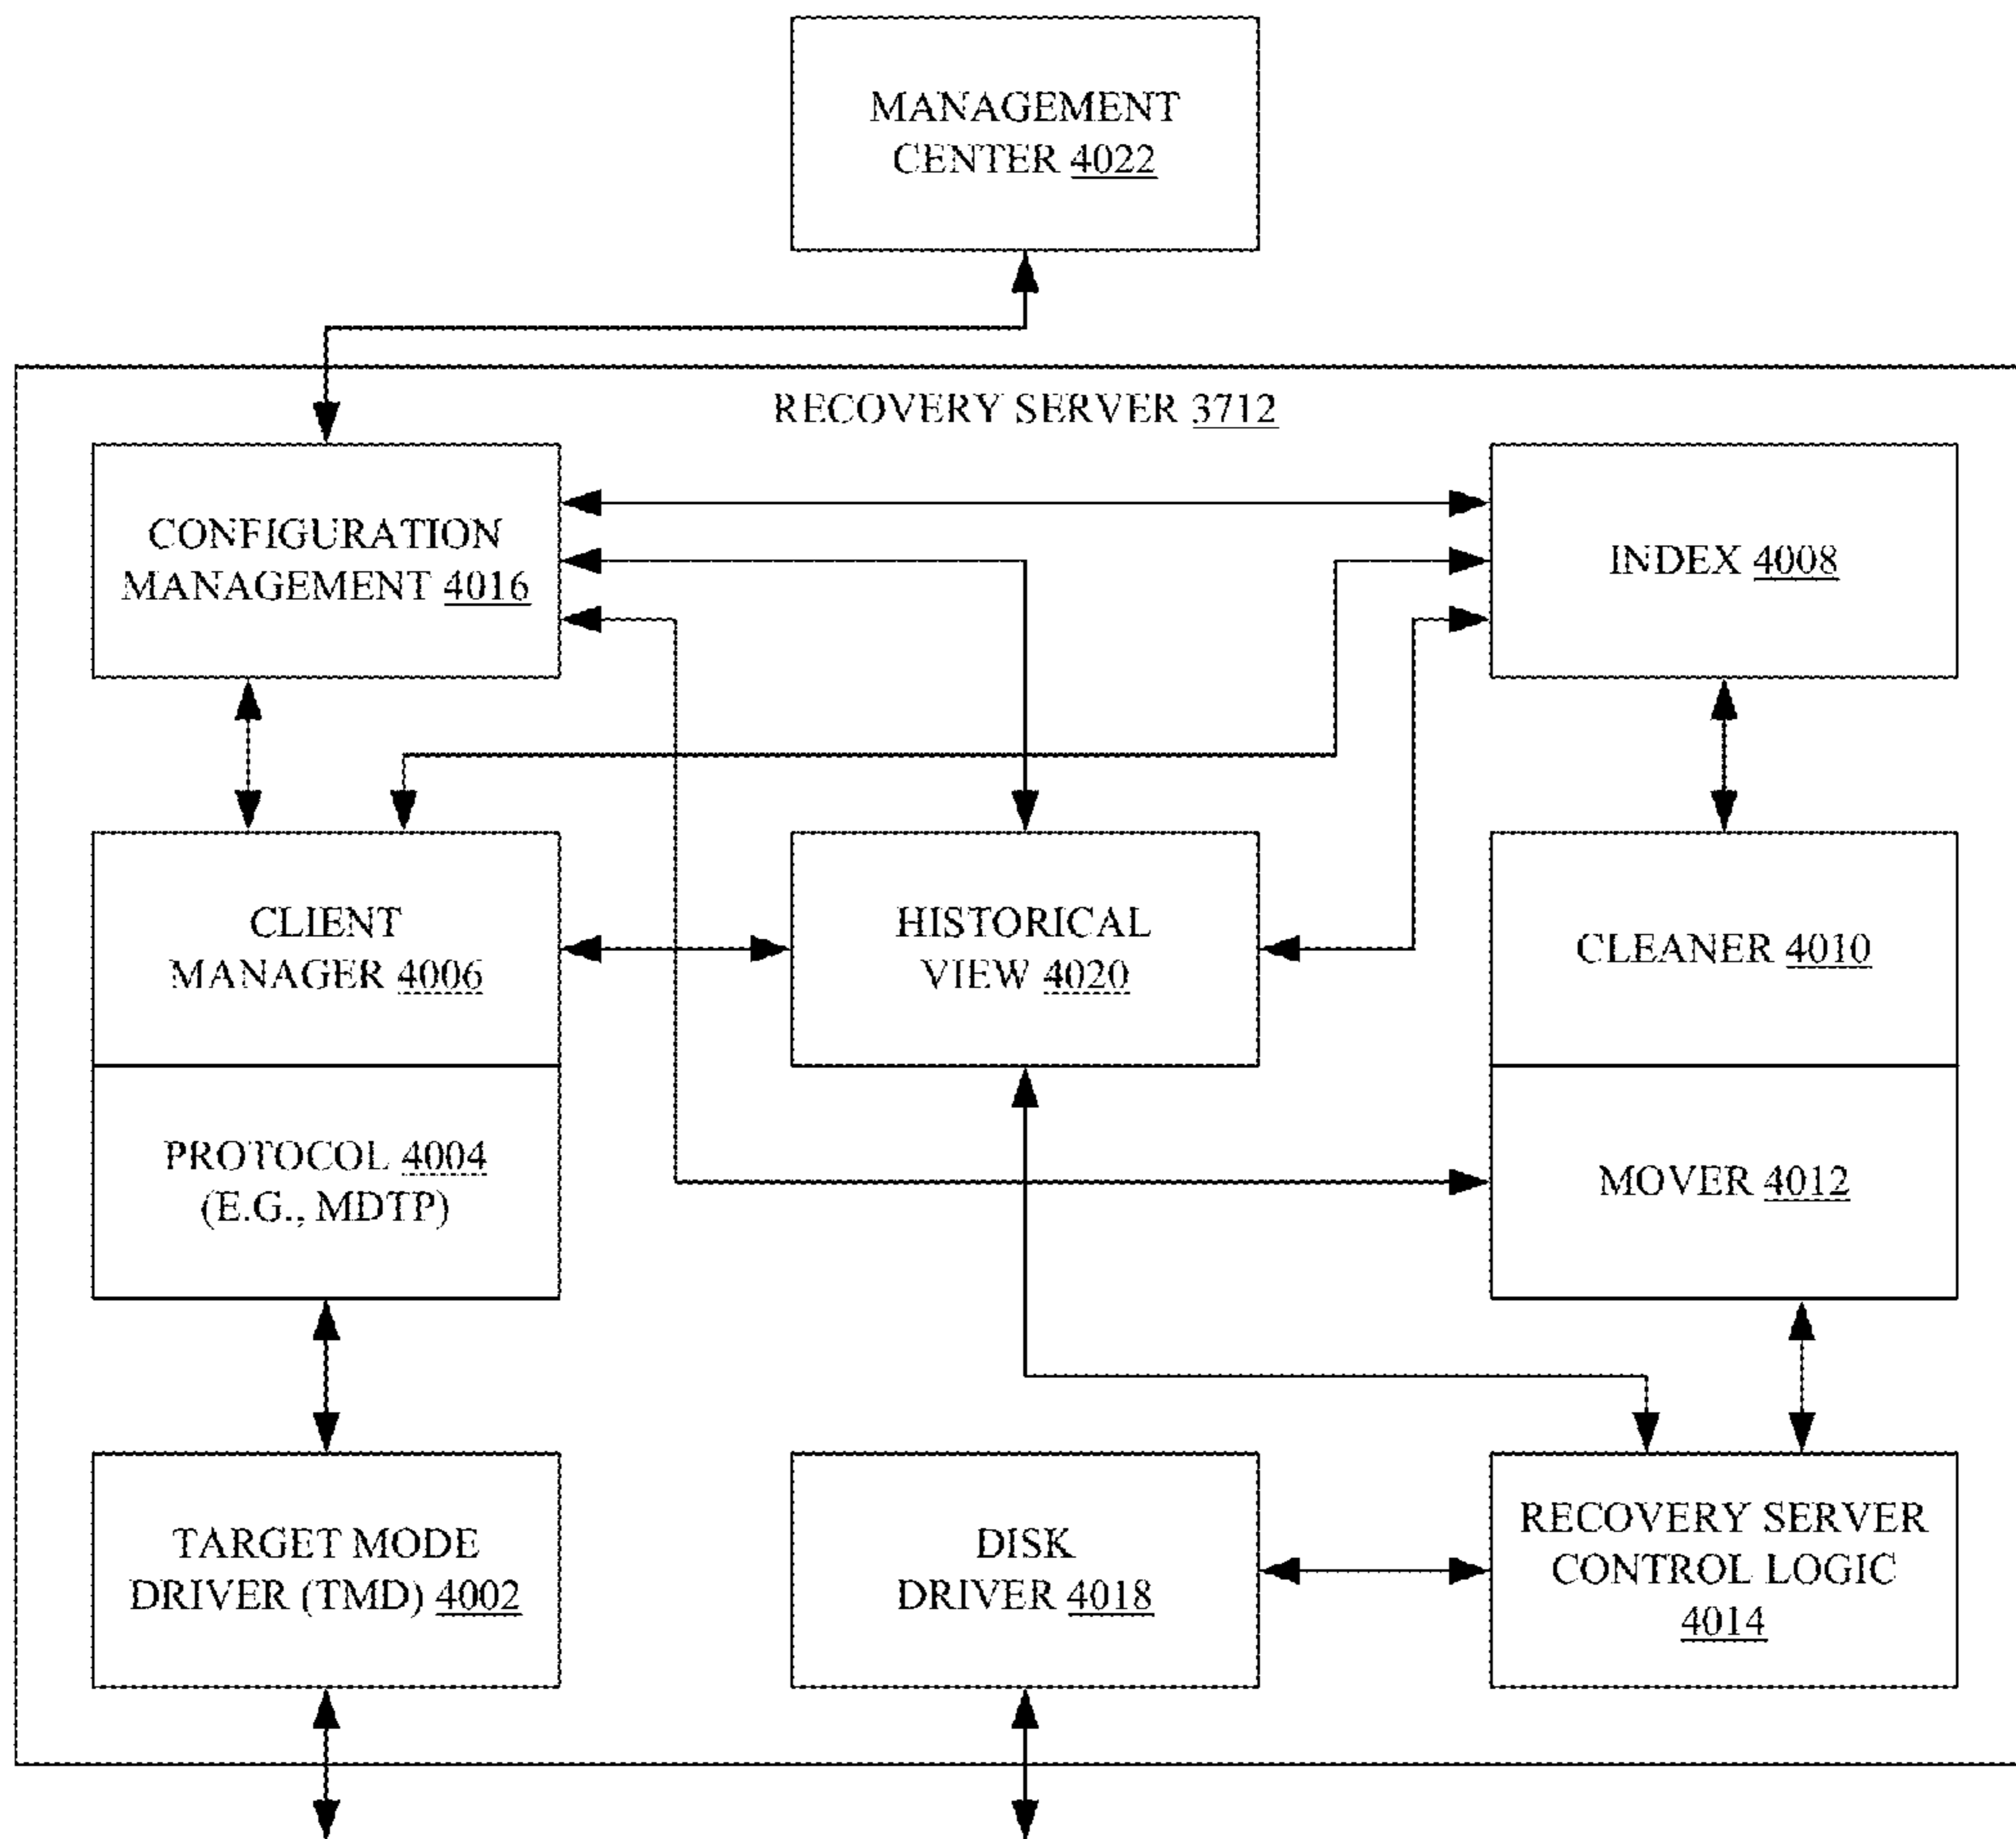 MANAGEMENT
CENTER 4022
RECOVERY SERVER 3712
CONFIGURATION
MANAGEMENT 4016
INDEX 4008
CLIENT
MANAGER 4006
HISTORICAL
VIEW 4020
CLEANER 4010
PROTOCOL 4004
(E.G., MDTP)
MOVER 4012
TARGET MODE
DRIVER (TMD) 4002
DISK
DRIVER 4018
RECOVERY SERVER
CONTROL LOGIC
4014